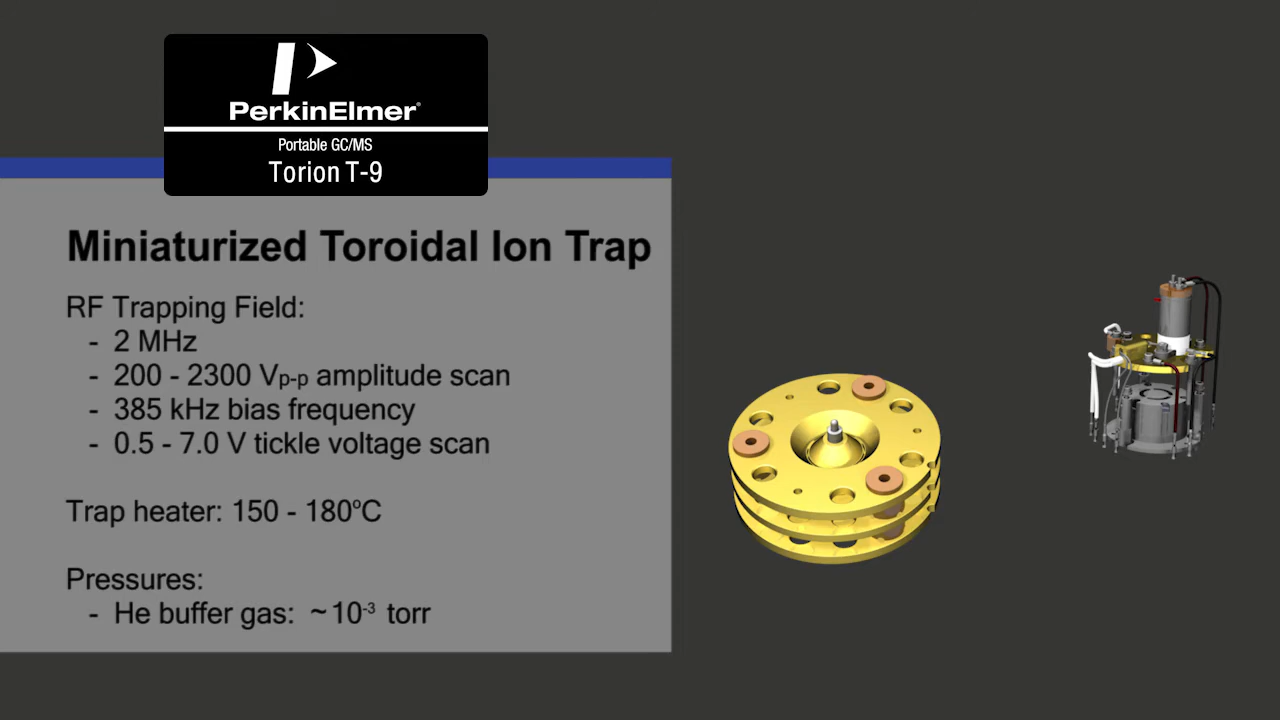 PerkinElmer®
Portable GC/MS
Torion T-9
Miniaturized Toroidal Ion Trap
RF Trapping Field:
- 2 MHz
- 200 - 2300 Vp-p amplitude scan
- 385 kHz bias frequency
- 0.5 - 7.0 V tickle voltage scan
Trap heater: 150 - 180ºC
Pressures:
- He buffer gas: ~10⁻³ torr